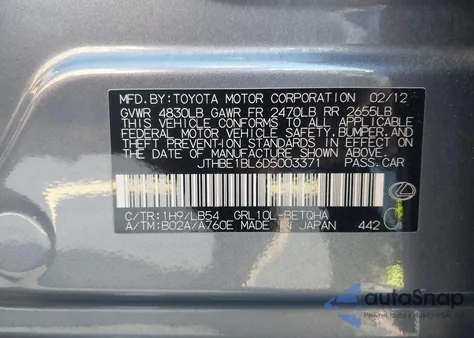 MFD. BY: TOYOTA MOTOR CORPORATION 02/12
GVWR 4830LB GAWR FR 2470LB RR 2655LB
THIS VEHICLE CONFORMS TO ALL APPLICABLE
FEDERAL MOTOR VEHICLE SAFETY, BUMPER, AND
THEFT PREVENTION STANDARDS IN EFFECT ON
THE DATE OF MANUFACTURE SHOWN ABOVE.
JTHBE1BL6D5003371 PASS. CAR
C/TR: 1H9/LB54 GRL10L-BETQHA
A/TM: B02A/A760E MADE IN JAPAN 442
autoSnap